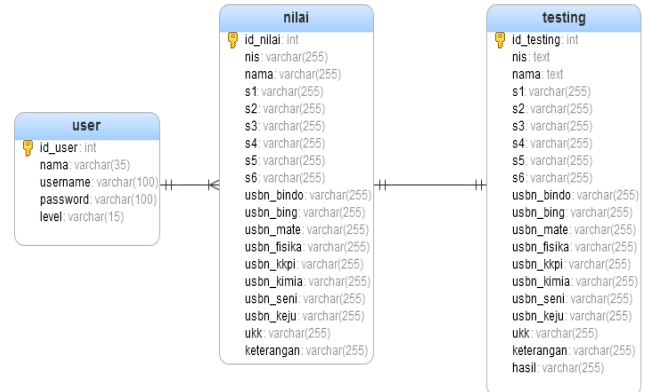 user
id_user: int
nama: varchar(35)
username: varchar(100)
password: varchar(100)
level: varchar(15)
nilai
id_nilai: int
nis: varchar(255)
nama: varchar(255)
s1: varchar(255)
s2: varchar(255)
s3: varchar(255)
s4: varchar(255)
s5: varchar(255)
s6: varchar(255)
usbn_bindo: varchar(255)
usbn_bing: varchar(255)
usbn_mate: varchar(255)
usbn_fisika: varchar(255)
usbn_kkpi: varchar(255)
usbn_kimia: varchar(255)
usbn_seni: varchar(255)
usbn_keju: varchar(255)
ukk: varchar(255)
keterangan: varchar(255)
testing
id_testing: int
nis: text
nama: text
s1: varchar(255)
s2: varchar(255)
s3: varchar(255)
s4: varchar(255)
s5: varchar(255)
s6: varchar(255)
usbn_bindo: varchar(255)
usbn_bing: varchar(255)
usbn_mate: varchar(255)
usbn_fisika: varchar(255)
usbn_kkpi: varchar(255)
usbn_kimia: varchar(255)
usbn_seni: varchar(255)
usbn_keju: varchar(255)
ukk: varchar(255)
keterangan: varchar(255)
hasil: varchar(255)